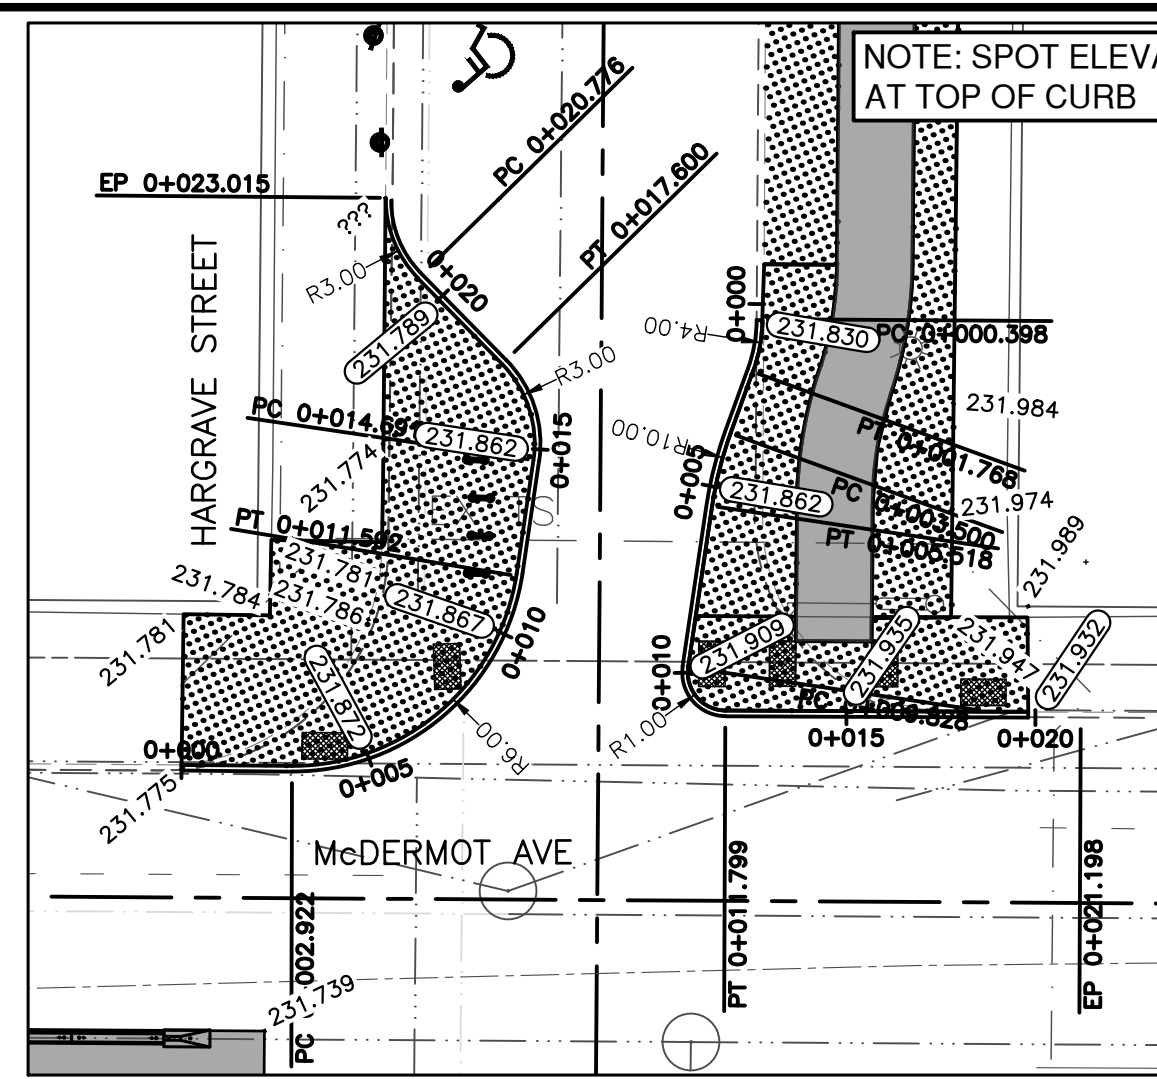 NOTE: SPOT ELEVA
AT TOP OF CURB
PC 0+020.776
PT 0+017.600
EP 0+023.015
???
HARGRAVE STREET
R3.00
0+020
231.789
R3.00
PC 0+014.69
231.862
0+015
231.774
PT 0+011.592
231.781
231.784
231.786
231.867
231.781
0+010
231.872
0+000
0+005
R6.00
231.775
0+000
231.830
PC 0+000.398
R4.00
231.984
PT 0+001.768
R10.00
0+005
231.862
PC 0+003.500
231.974
PT 0+005.518
231.989
S
231.909
231.935
231.947
231.932
0+010
PC 0+009.828
R1.00
0+015
0+020
McDERMOT AVE
PC 002.922
231.739
PT 0+011.799
EP 0+021.198